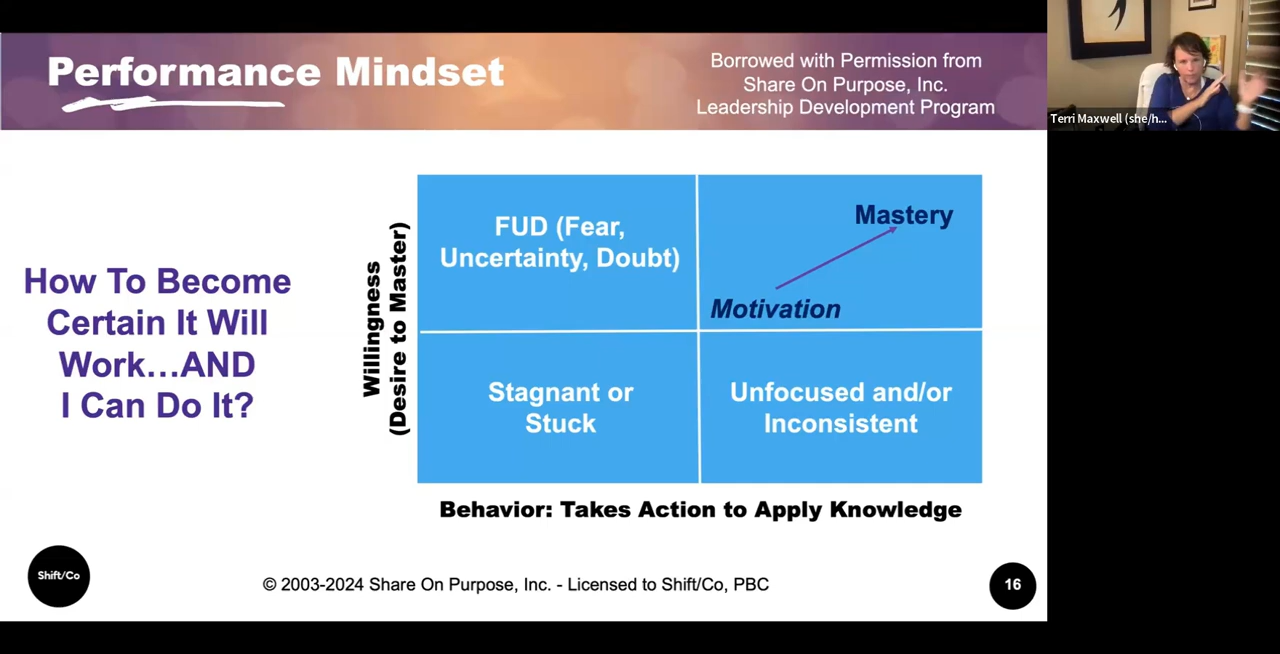 Performance Mindset
Borrowed with Permission from
Share On Purpose, Inc.
Leadership Development Program
Terri Maxwell (she/h...
How To Become
Certain It Will
Work...AND
I Can Do It?
Willingness
(Desire to Master)
FUD (Fear,
Uncertainty, Doubt)
Mastery
Motivation
Stagnant or
Stuck
Unfocused and/or
Inconsistent
Behavior: Takes Action to Apply Knowledge
Shift/Co
© 2003-2024 Share On Purpose, Inc. - Licensed to Shift/Co, PBC
16